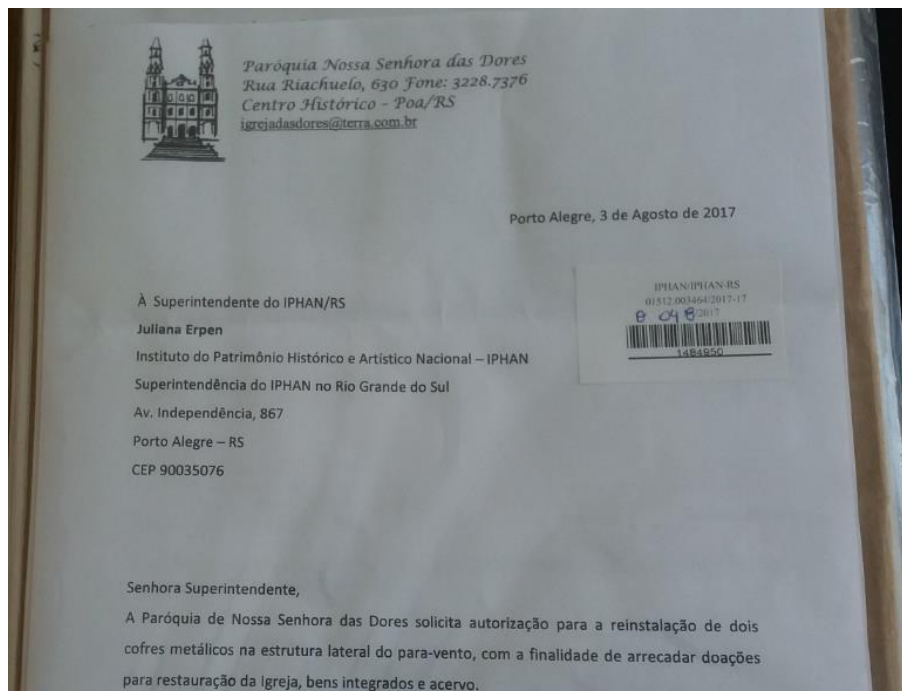 Paróquia Nossa Senhora das Dores
Rua Riachuelo, 630 Fone: 3228.7376
Centro Histórico - Poa/RS
igrejadasdores@terra.com.br
Porto Alegre, 3 de Agosto de 2017
IPHAN/IPHAN-RS
01512.003464/2017-17
8 048/2017
1484950
À Superintendente do IPHAN/RS
Juliana Erpen
Instituto do Patrimônio Histórico e Artístico Nacional – IPHAN
Superintendência do IPHAN no Rio Grande do Sul
Av. Independência, 867
Porto Alegre – RS
CEP 90035076
Senhora Superintendente,
A Paróquia de Nossa Senhora das Dores solicita autorização para a reinstalação de dois
cofres metálicos na estrutura lateral do para-vento, com a finalidade de arrecadar doações
para restauração da Igreja, bens integrados e acervo.